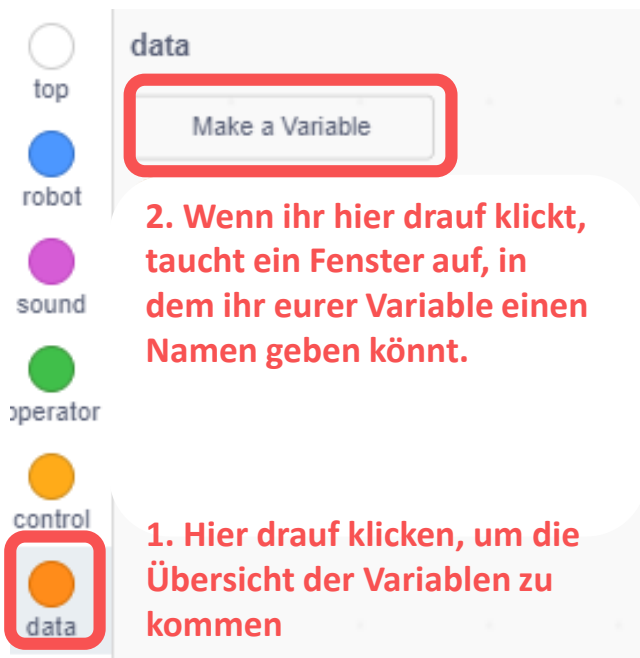 data
Make a Variable
top
robot
sound
operator
control
data
2. Wenn ihr hier drauf klickt,
taucht ein Fenster auf, in
dem ihr eurer Variable einen
Namen geben könnt.
1. Hier drauf klicken, um die
Übersicht der Variablen zu
kommen